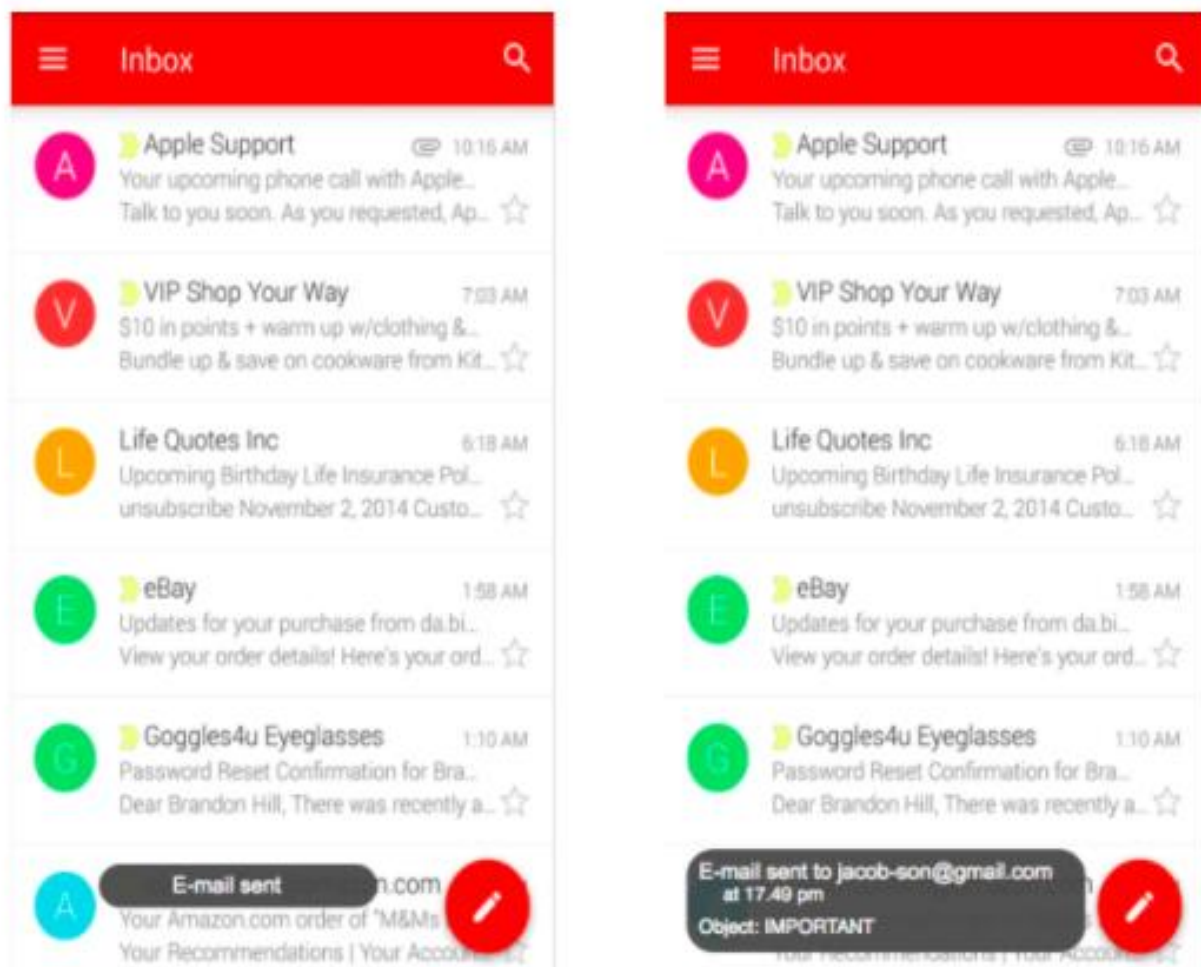 Inbox
A
Apple Support 10:16 AM
Your upcoming phone call with Apple...
Talk to you soon. As you requested, Ap...
V
VIP Shop Your Way 7:03 AM
$10 in points + warm up w/clothing &...
Bundle up & save on cookware from Kit...
L
Life Quotes Inc 6:18 AM
Upcoming Birthday Life Insurance Pol...
unsubscribe November 2, 2014 Custo...
E
eBay 1:58 AM
Updates for your purchase from da.bi...
View your order details! Here's your ord...
G
Goggles4u Eyeglasses 1:10 AM
Password Reset Confirmation for Bra...
Dear Brandon Hill, There was recently a...
A
E-mail sent n.com
Your Amazon.com order of "M&Ms
Your Recommendations | Your Accou
Inbox
A
Apple Support 10:16 AM
Your upcoming phone call with Apple...
Talk to you soon. As you requested, Ap...
V
VIP Shop Your Way 7:03 AM
$10 in points + warm up w/clothing &...
Bundle up & save on cookware from Kit...
L
Life Quotes Inc 6:18 AM
Upcoming Birthday Life Insurance Pol...
unsubscribe November 2, 2014 Custo...
E
eBay 1:58 AM
Updates for your purchase from da.bi...
View your order details! Here's your ord...
G
Goggles4u Eyeglasses 1:10 AM
Password Reset Confirmation for Bra...
Dear Brandon Hill, There was recently a...
E-mail sent to jacob-son@gmail.com
at 17.49 pm
Object: IMPORTANT